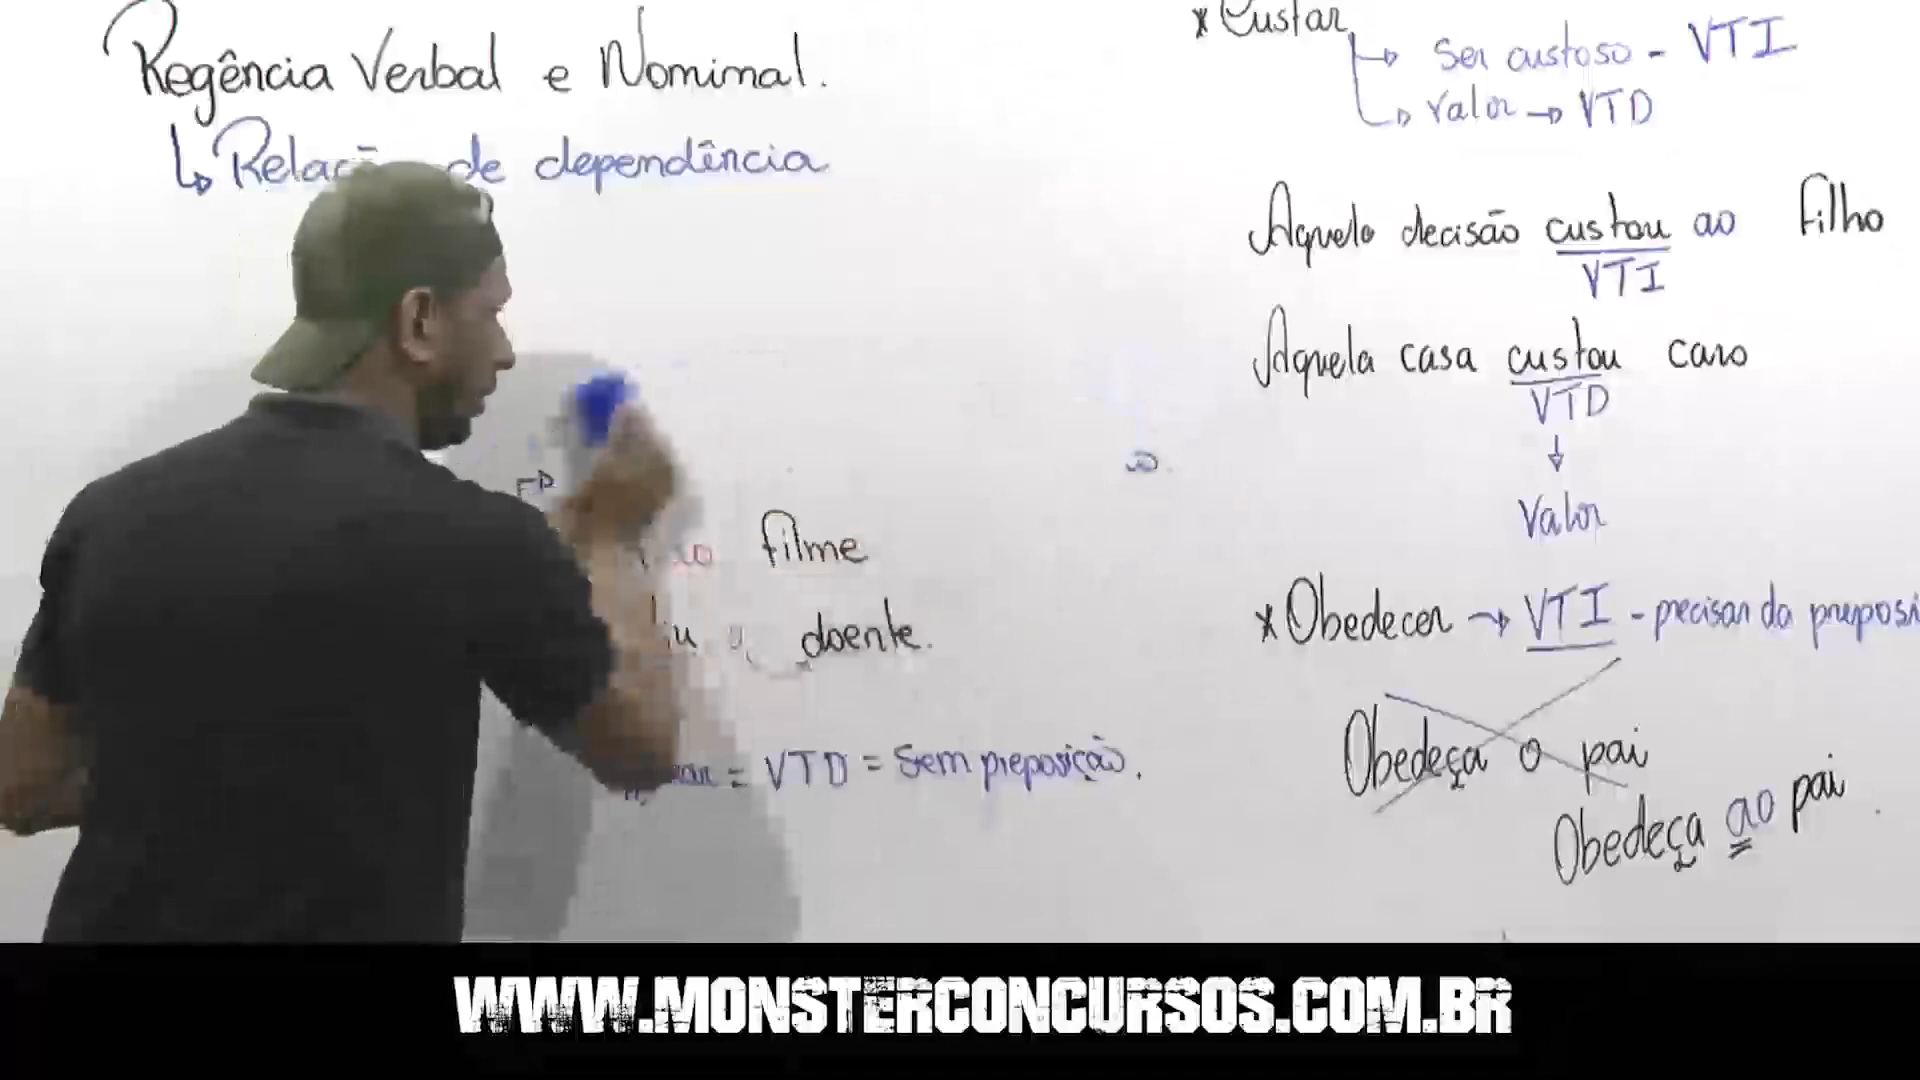 Regência Verbal e Nominal.
↳ Relação de dependência
filme
doente.
= VTD = Sem preposição.
* Custar
↳ Ser custoso - VTI
↳ Valor → VTD
Aquela decisão custou ao filho
VTI
Aquela casa custou caro
VTD
↓
Valor
* Obedecer → VTI - precisar da preposi
Obedeça o pai
Obedeça ao pai
WWW.MONSTERCONCURSOS.COM.BR